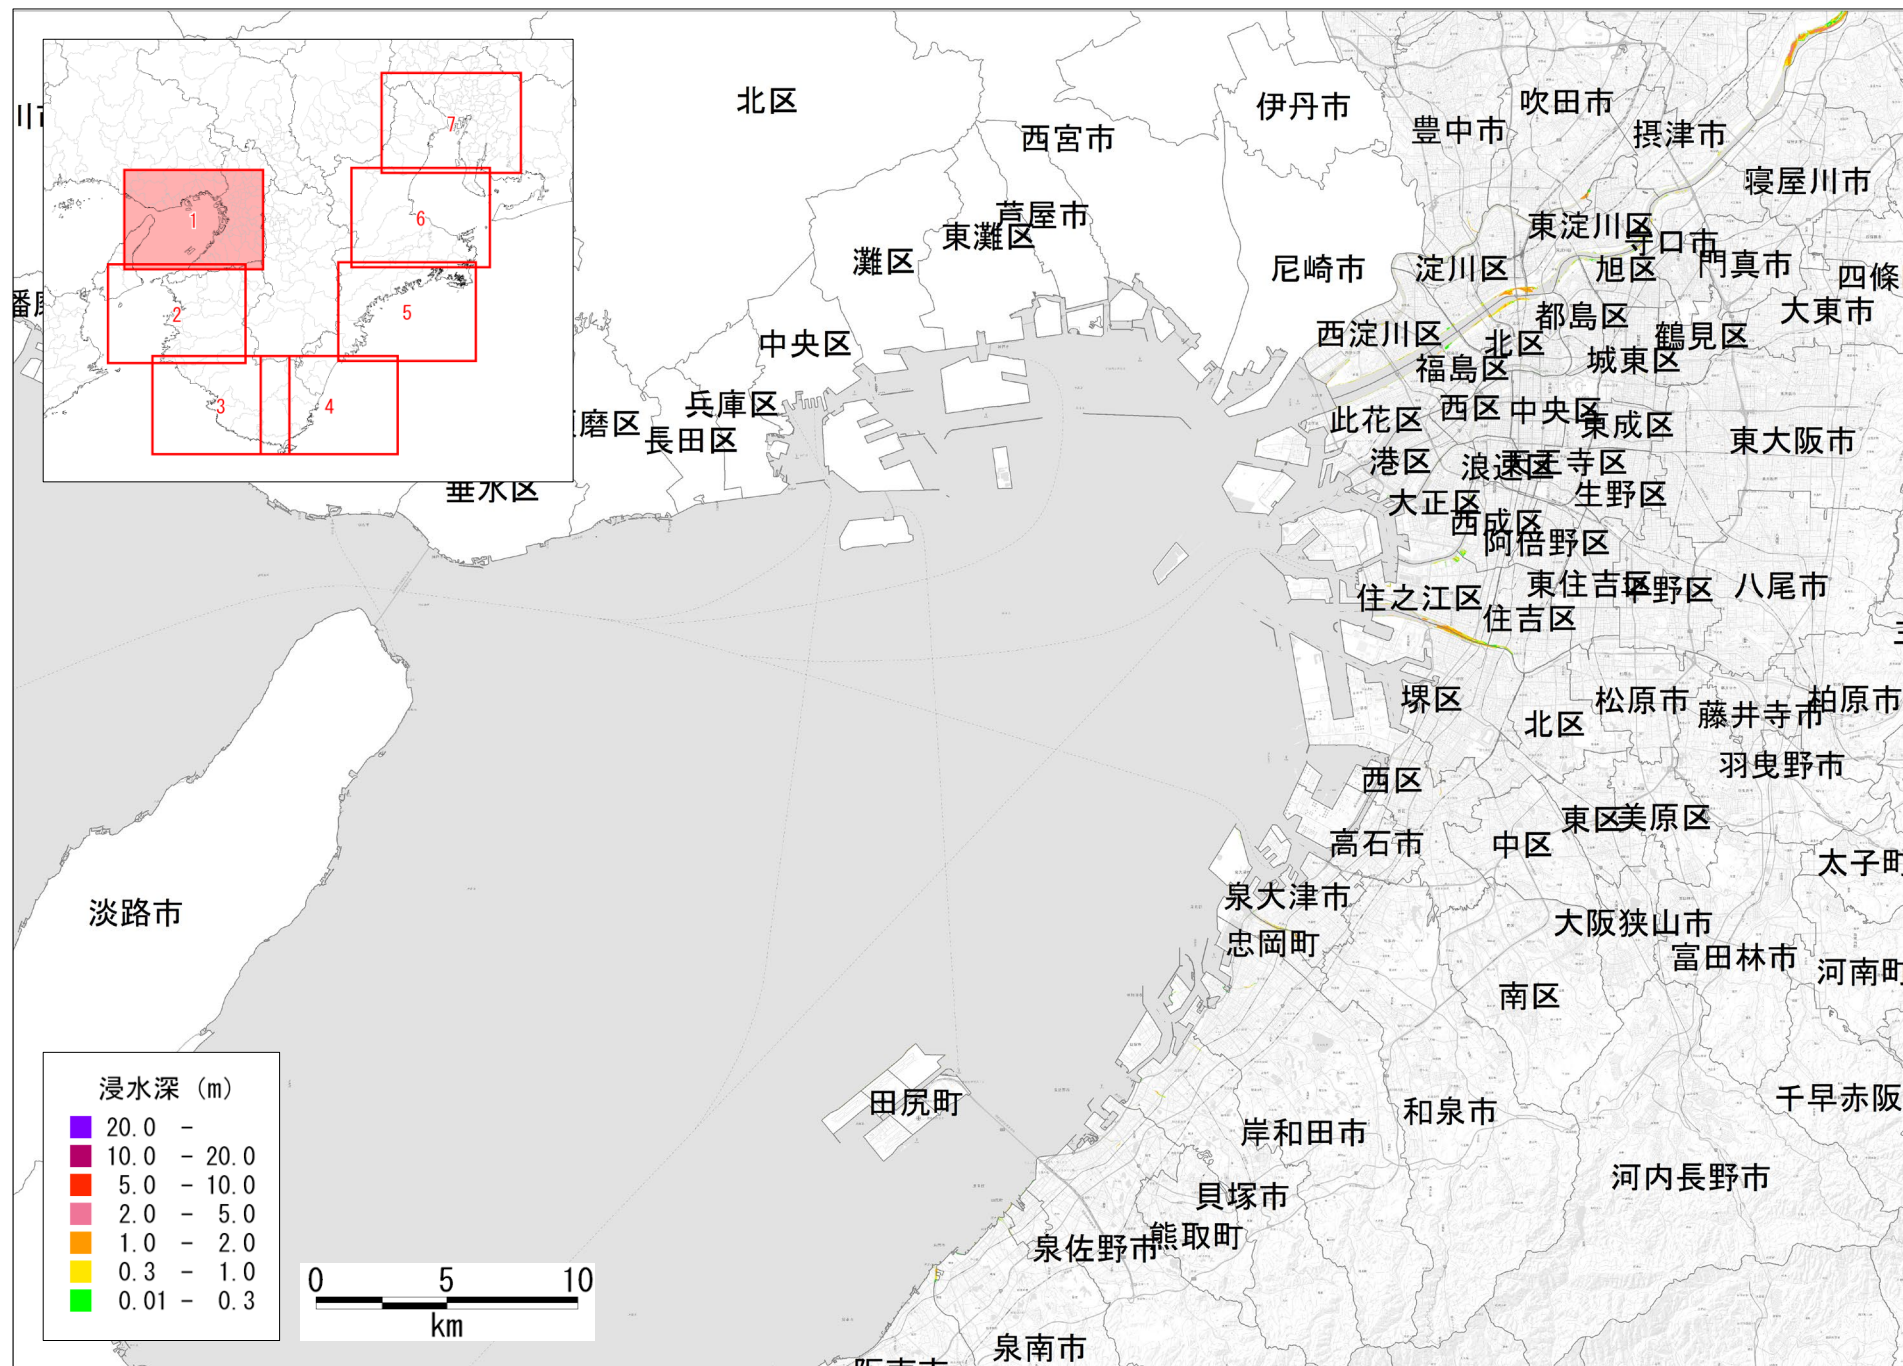 北区
伊丹市
吹田市
豊中市
摂津市
西宮市
寝屋川市
芦屋市
東灘区
灘区
東淀川区
守口市
尼崎市
淀川区
旭区
門真市
四條
大東市
都島区
鶴見区
西淀川区
北区
城東区
福島区
中央区
兵庫区
長田区
磨区
垂水区
此花区
西区
中央区
東成区
東大阪市
港区
浪速区
天王寺区
生野区
大正区
西成区
阿倍野区
住之江区
東住吉区
平野区
八尾市
住吉区
堺区
北区
松原市
藤井寺市
柏原市
羽曳野市
西区
東区
美原区
高石市
中区
太子町
泉大津市
忠岡町
大阪狭山市
富田林市
河南町
南区
淡路市
田尻町
岸和田市
和泉市
千早赤阪
貝塚市
河内長野市
熊取町
泉佐野市
泉南市
阪南市
1
2
3
4
5
6
7
浸水深 (m)
20.0 -
10.0 - 20.0
5.0 - 10.0
2.0 - 5.0
1.0 - 2.0
0.3 - 1.0
0.01 - 0.3
0 5 10
km